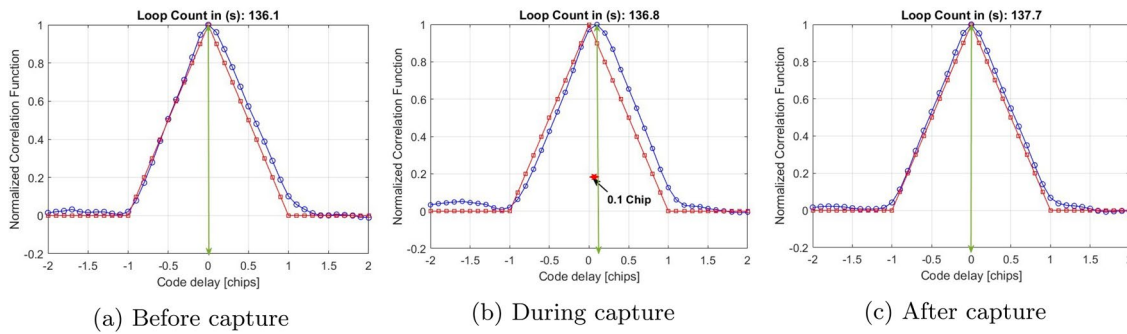 Loop Count in (s): 136.1
Normalized Correlation Function
1
0.8
0.6
0.4
0.2
0
-0.2
-2 -1.5 -1 -0.5 0 0.5 1 1.5 2
Code delay [chips]
(a) Before capture
Loop Count in (s): 136.8
Normalized Correlation Function
1
0.8
0.6
0.4
0.2
0
-0.2
0.1 Chip
-2 -1.5 -1 -0.5 0 0.5 1 1.5 2
Code delay [chips]
(b) During capture
Loop Count in (s): 137.7
Normalized Correlation Function
1
0.8
0.6
0.4
0.2
0
-0.2
-2 -1.5 -1 -0.5 0 0.5 1 1.5 2
Code delay [chips]
(c) After capture